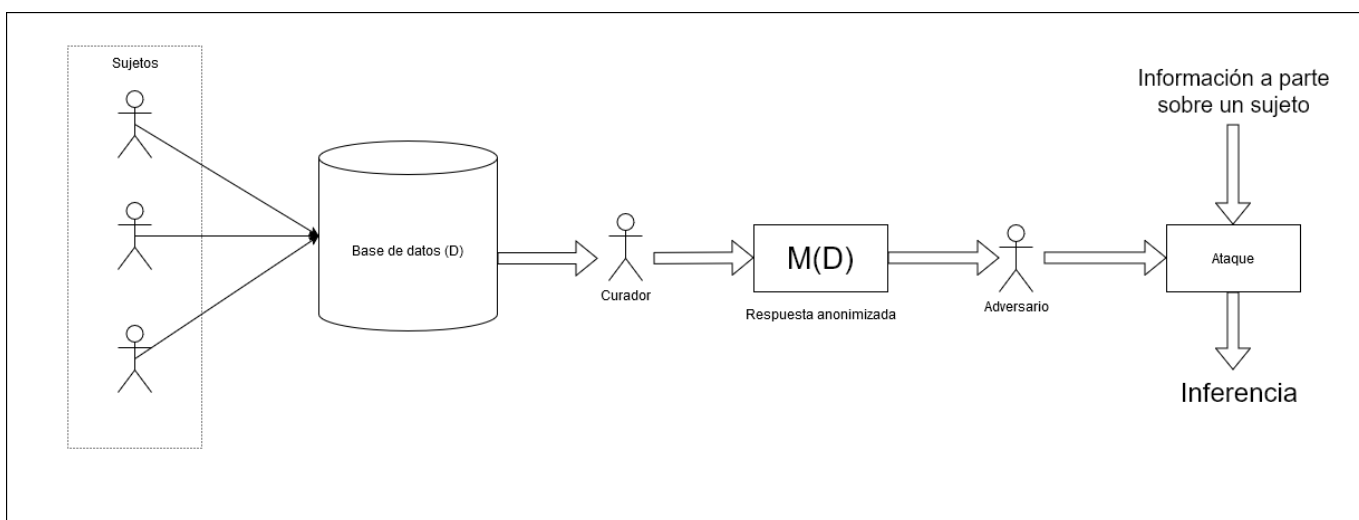 Sujetos
Base de datos (D)
Curador
M(D)
Respuesta anonimizada
Adversario
Información a parte
sobre un sujeto
Ataque
Inferencia